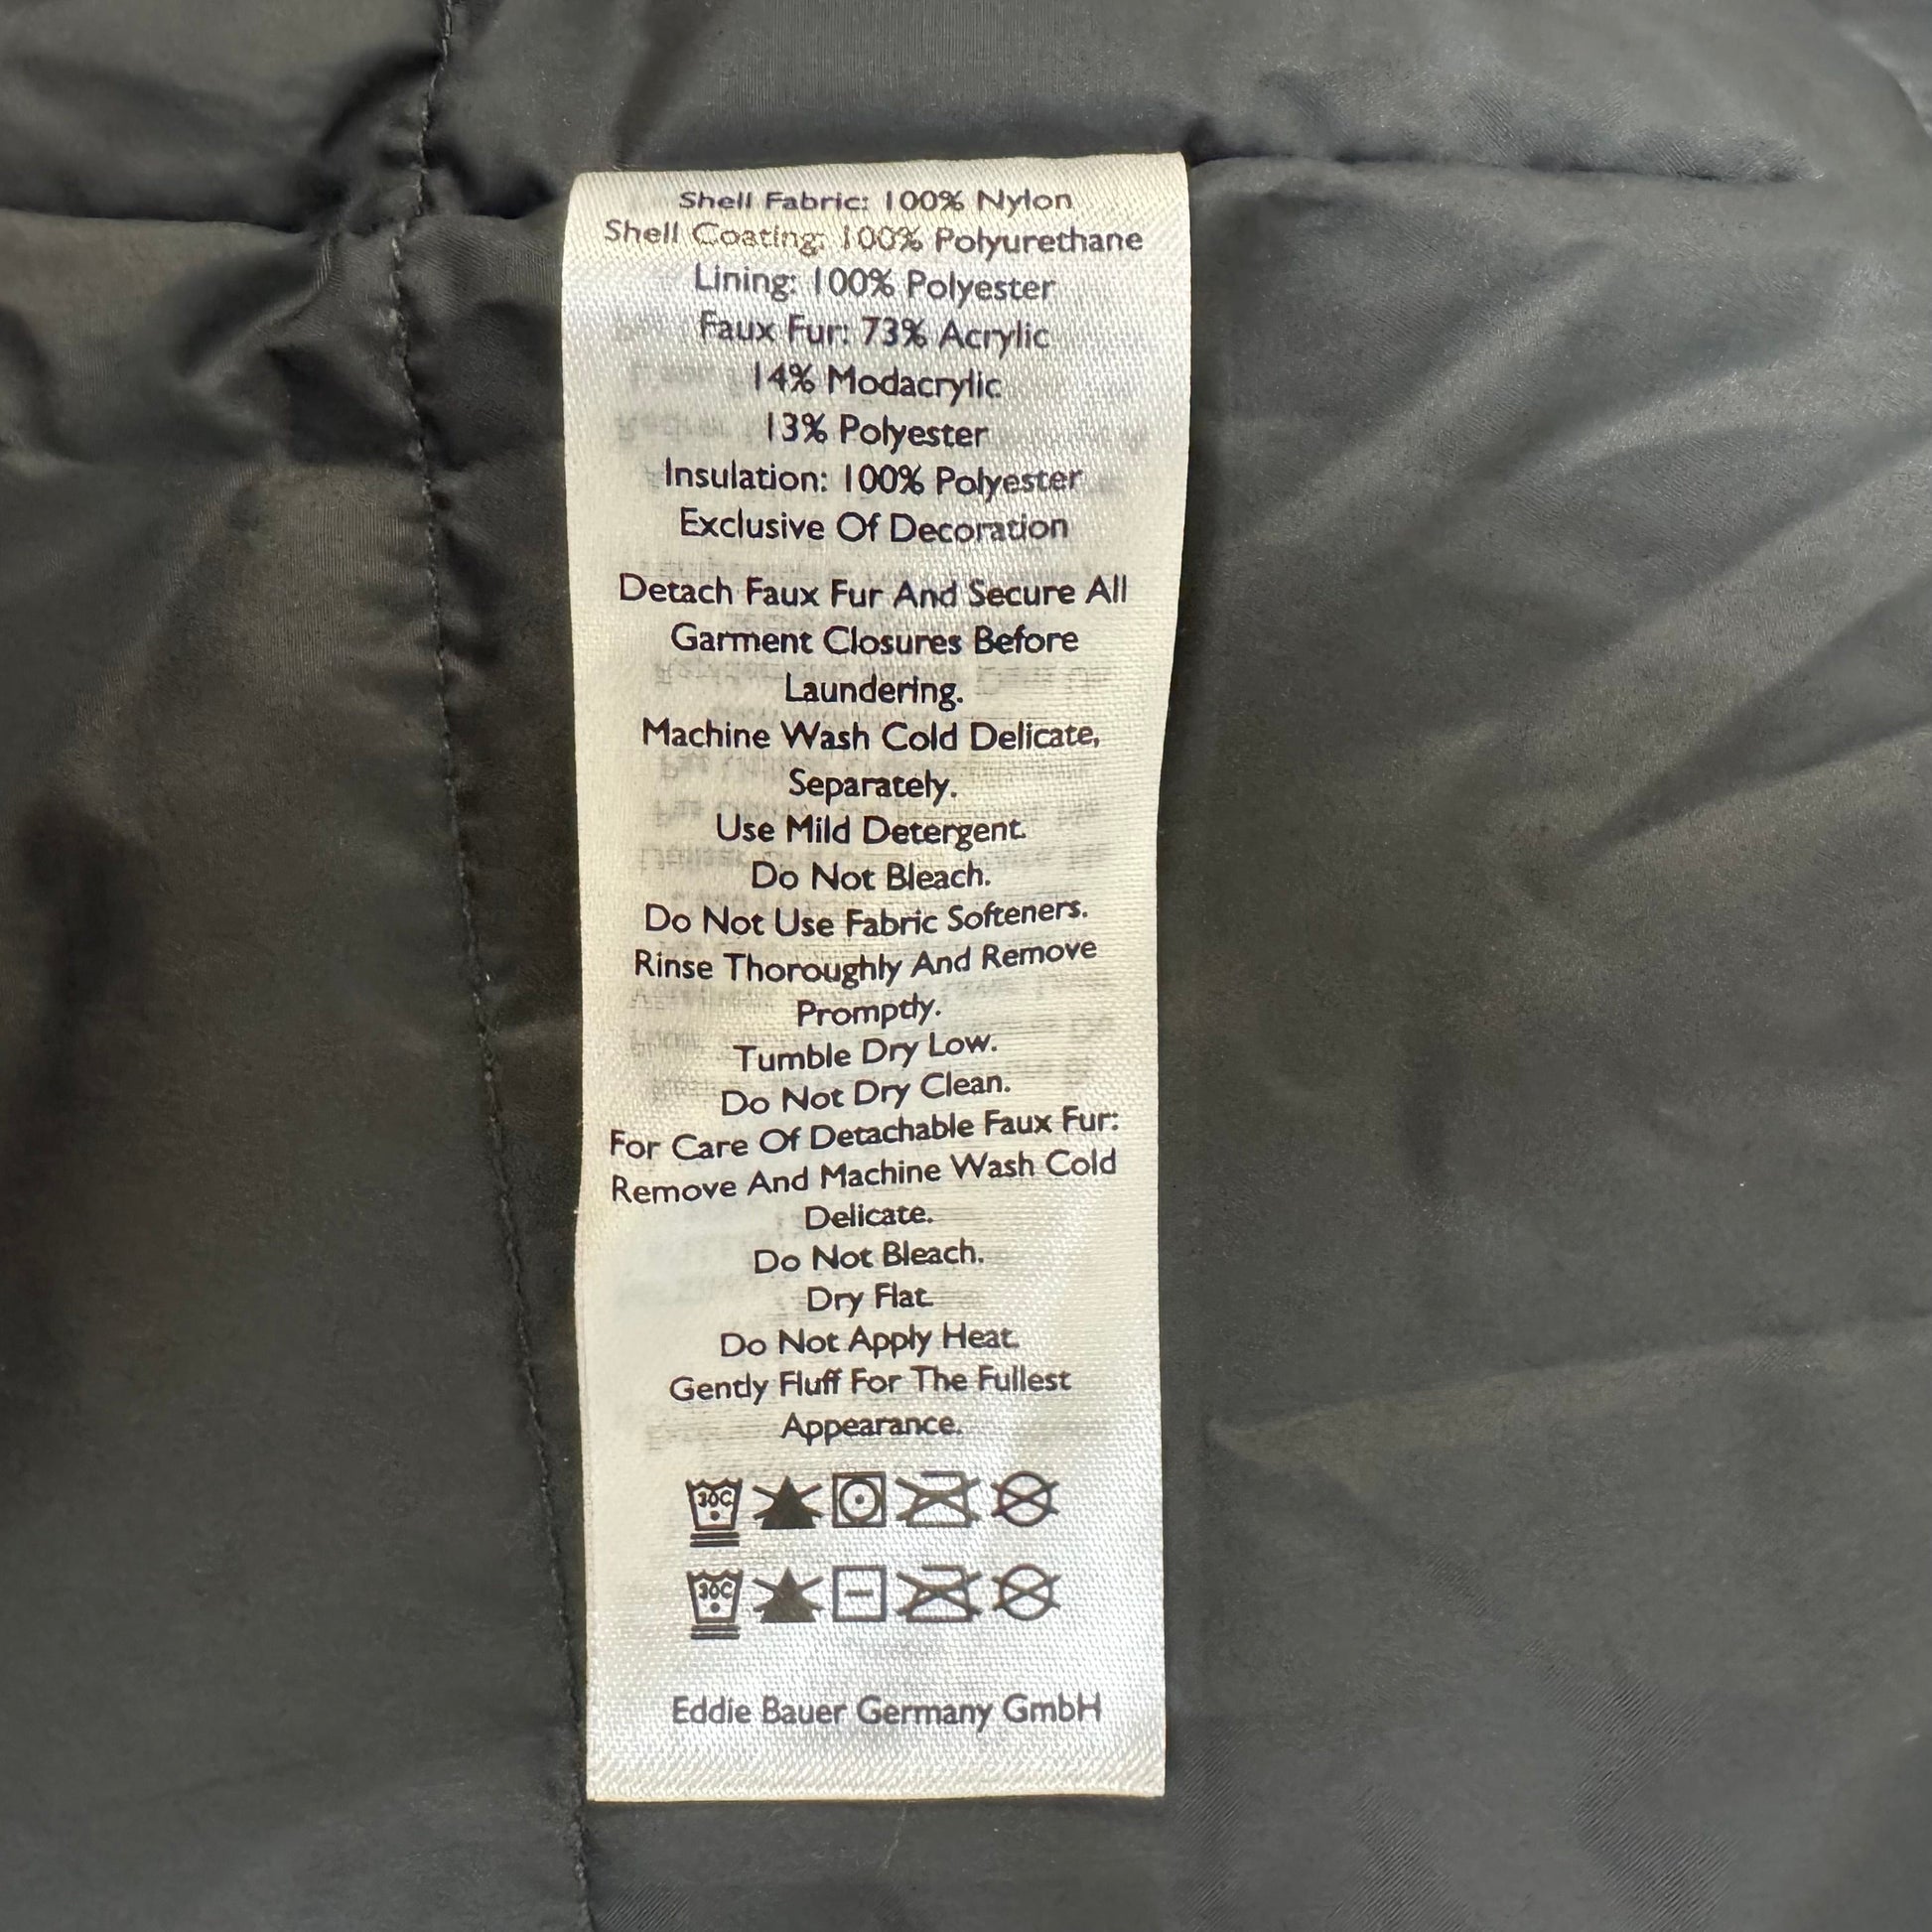 Shell Fabric: 100% Nylon
Shell Coating: 100% Polyurethane
Lining: 100% Polyester
Faux Fur: 73% Acrylic
14% Modacrylic
13% Polyester
Insulation: 100% Polyester
Exclusive Of Decoration
Detach Faux Fur And Secure All
Garment Closures Before
Laundering.
Machine Wash Cold Delicate,
Separately.
Use Mild Detergent.
Do Not Bleach.
Do Not Use Fabric Softeners.
Rinse Thoroughly And Remove
Promptly.
Tumble Dry Low.
Do Not Dry Clean.
For Care Of Detachable Faux Fur:
Remove And Machine Wash Cold
Delicate.
Do Not Bleach.
Dry Flat.
Do Not Apply Heat.
Gently Fluff For The Fullest
Appearance.
30C
30C
Eddie Bauer Germany GmbH